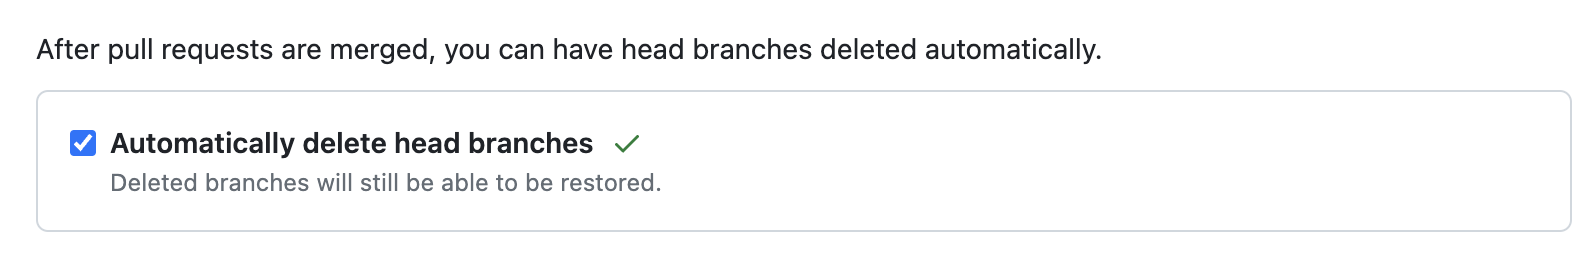 After pull requests are merged, you can have head branches deleted automatically.
Automatically delete head branches
Deleted branches will still be able to be restored.